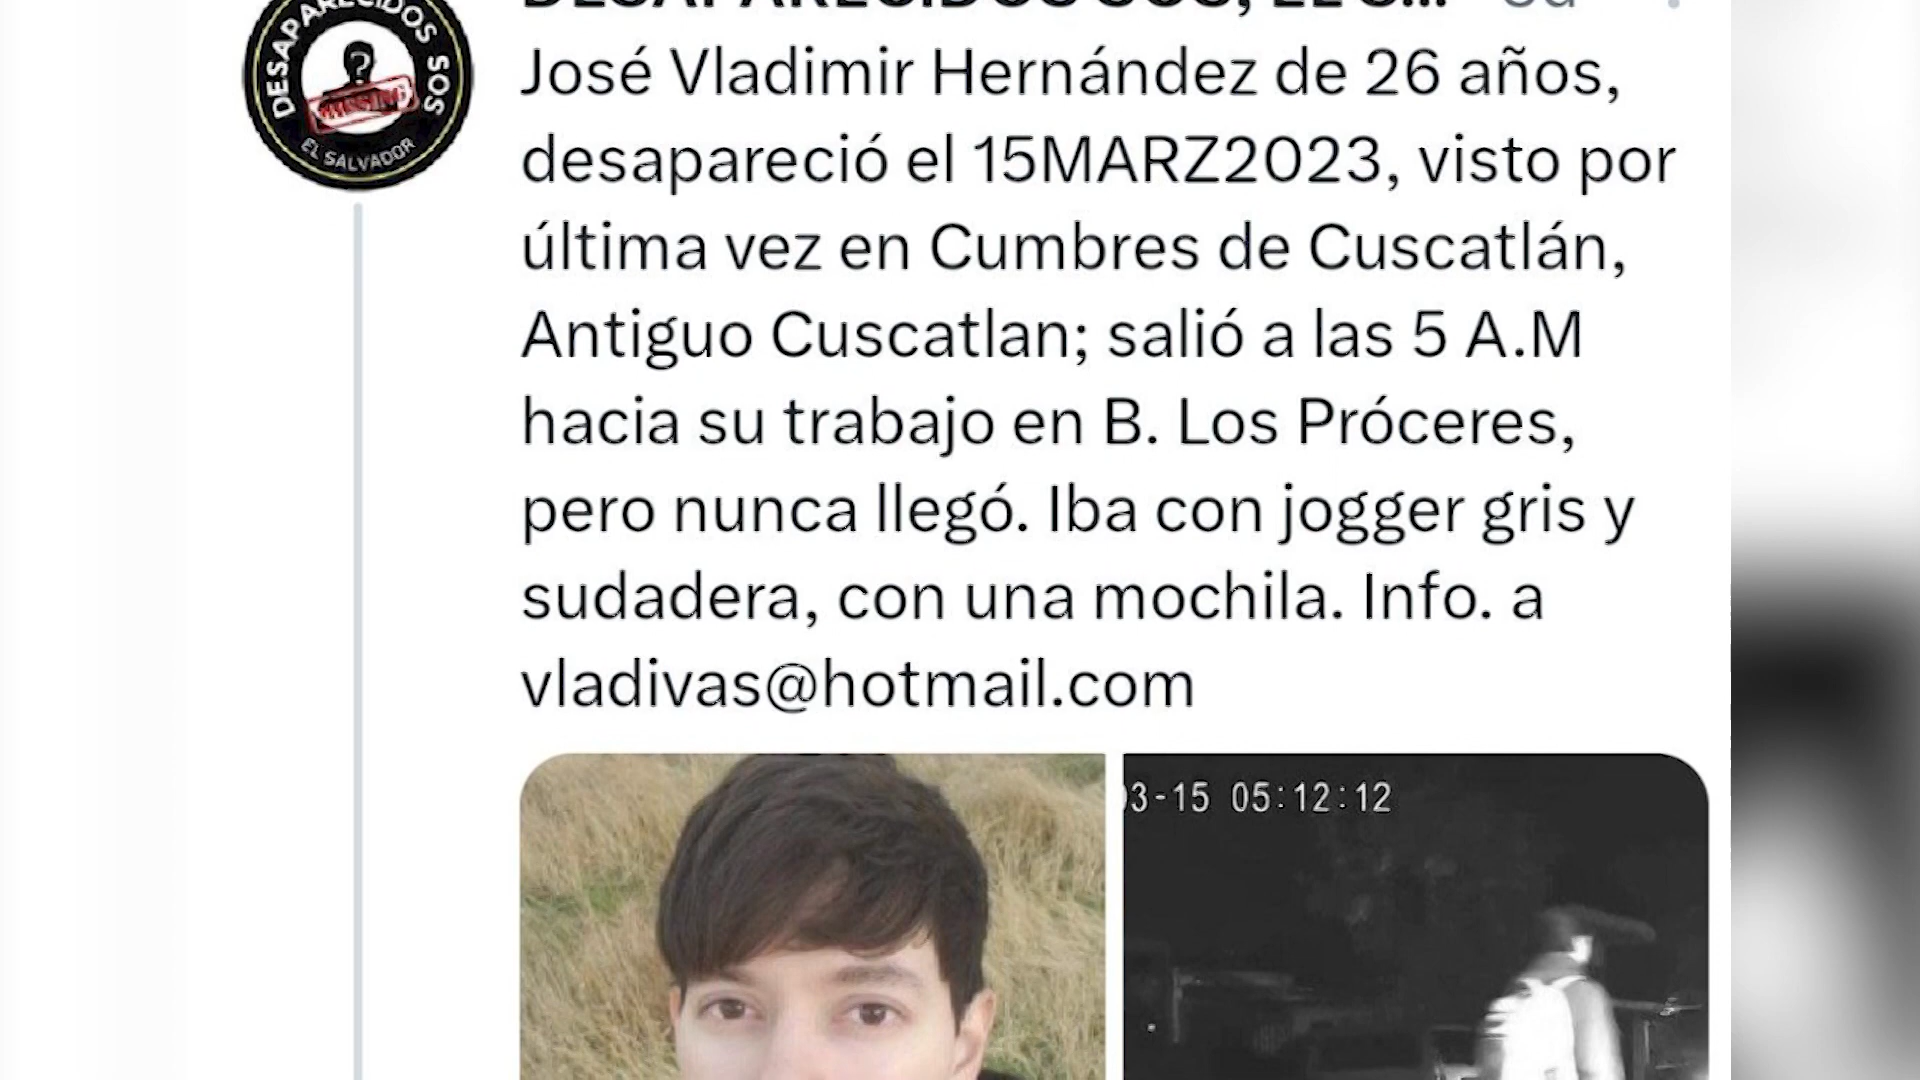 DESAPARECIDOS SOS
MISSING
EL SALVADOR
DESAPARECIDOS SOS, EL S...
José Vladimir Hernández de 26 años,
desapareció el 15MARZ2023, visto por
última vez en Cumbres de Cuscatlán,
Antiguo Cuscatlan; salió a las 5 A.M
hacia su trabajo en B. Los Próceres,
pero nunca llegó. Iba con jogger gris y
sudadera, con una mochila. Info. a
vladivas@hotmail.com
03-15 05:12:12